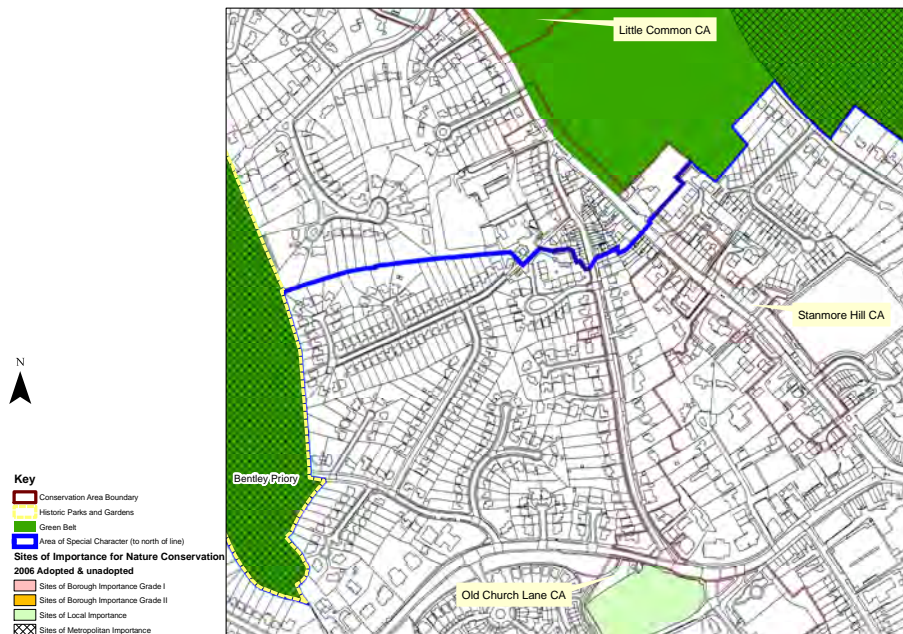 Little Common CA
Stanmore Hill CA
N
Bentley Priory
Old Church Lane CA
Key
Conservation Area Boundary
Historic Parks and Gardens
Green Belt
Area of Special Character (to north of line)
Sites of Importance for Nature Conservation
2006 Adopted & unadopted
Sites of Borough Importance Grade I
Sites of Borough Importance Grade II
Sites of Local Importance
Sites of Metropolitan Importance